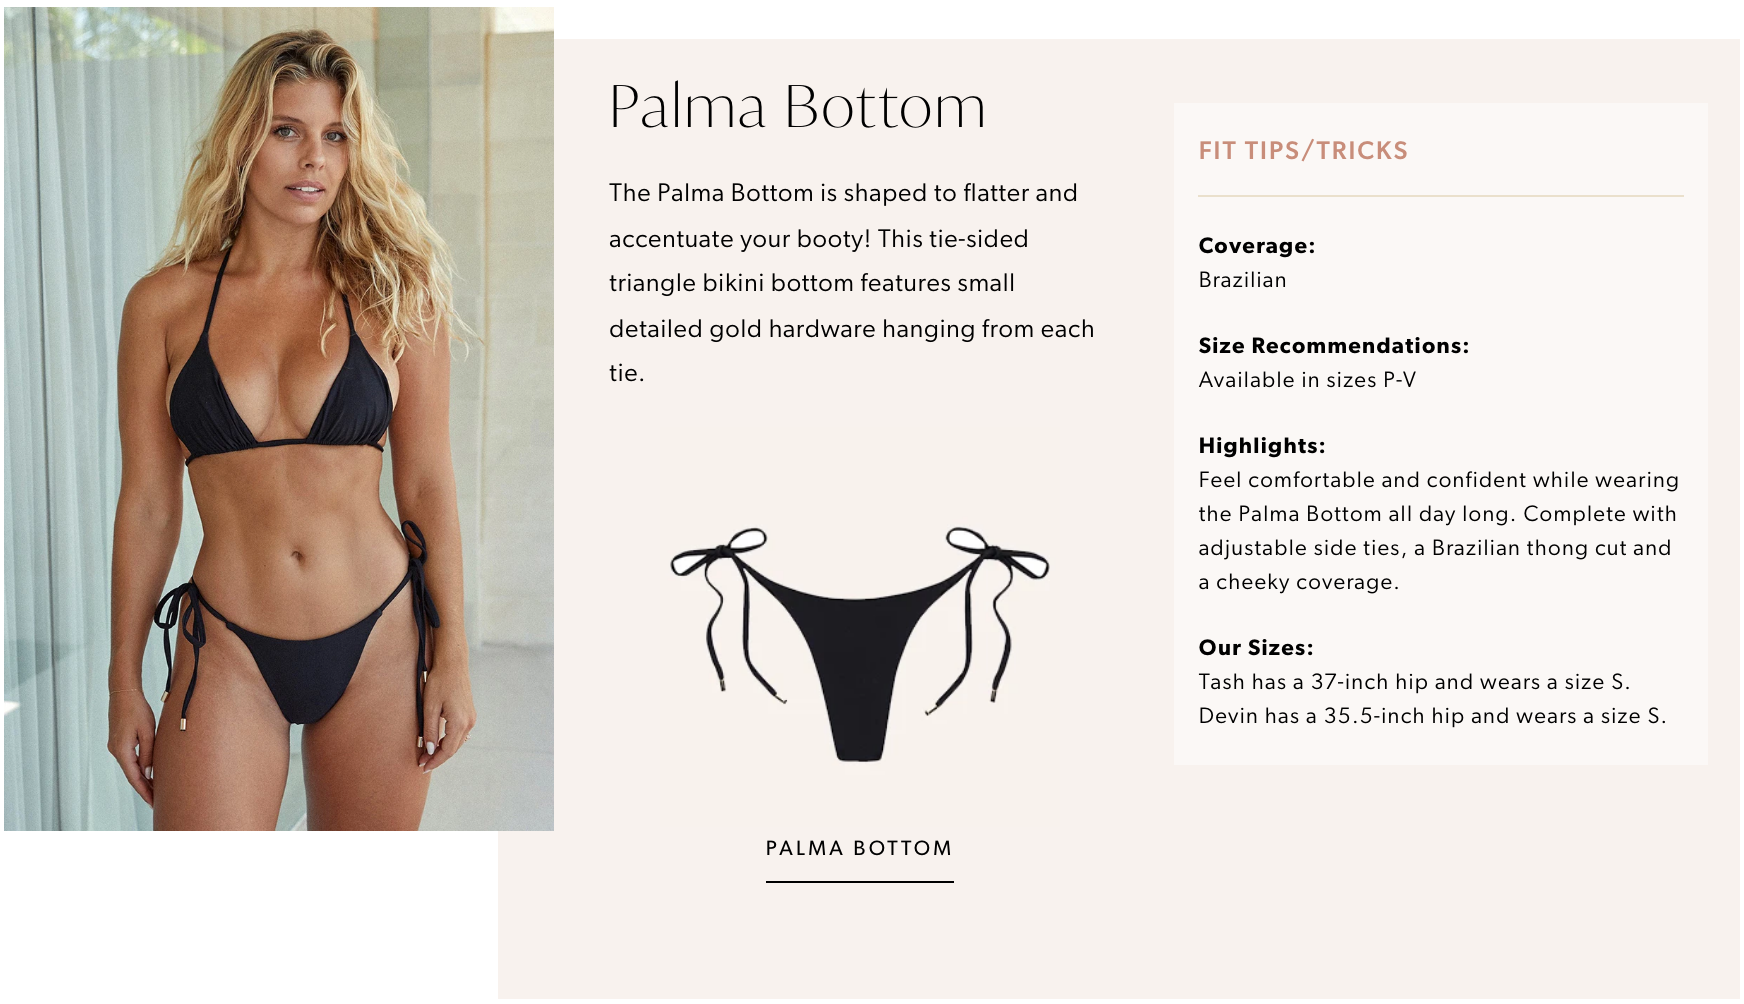 Palma Bottom
The Palma Bottom is shaped to flatter and
accentuate your booty! This tie-sided
triangle bikini bottom features small
detailed gold hardware hanging from each
tie.
PALMA BOTTOM
FIT TIPS/TRICKS
Coverage:
Brazilian
Size Recommendations:
Available in sizes P-V
Highlights:
Feel comfortable and confident while wearing
the Palma Bottom all day long. Complete with
adjustable side ties, a Brazilian thong cut and
a cheeky coverage.
Our Sizes:
Tash has a 37-inch hip and wears a size S.
Devin has a 35.5-inch hip and wears a size S.